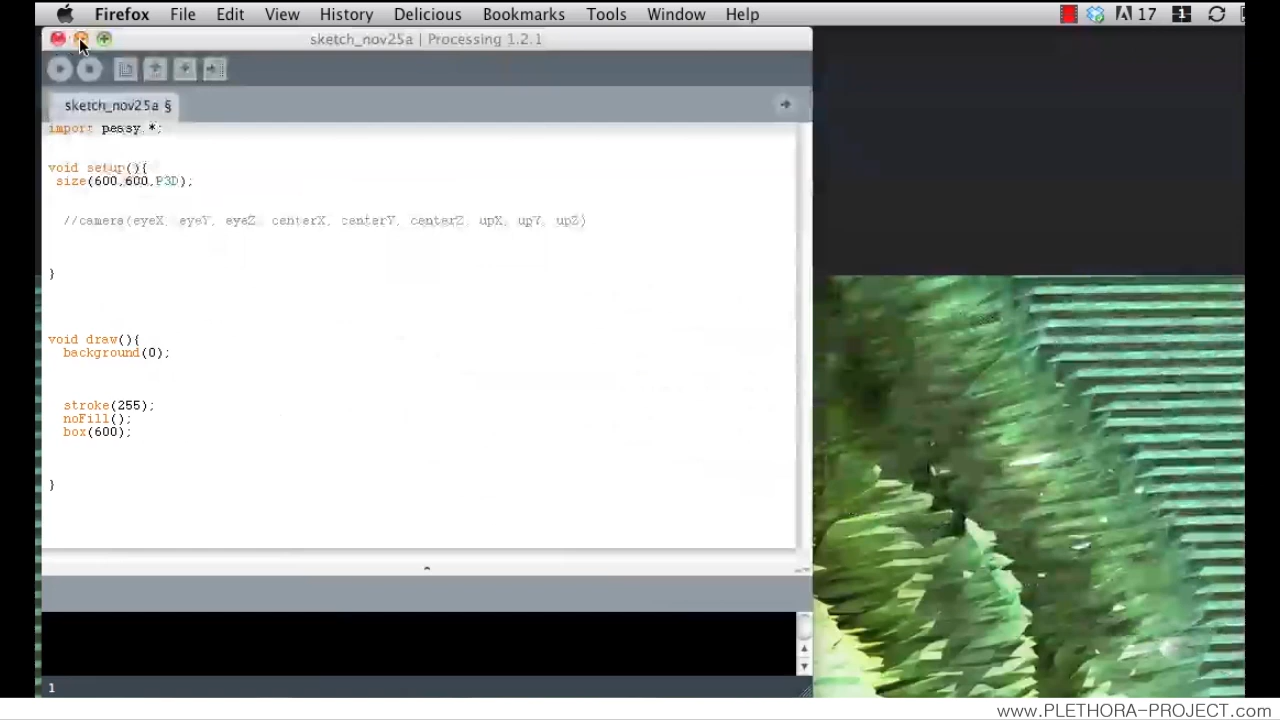 Firefox File Edit View History Delicious Bookmarks Tools Window Help 17 1
sketch_nov25a | Processing 1.2.1
sketch_nov25a §
import peasy.*;
void setup(){
size(600,600,P3D);
//camera(eyeX, eyeY, eyeZ, centerX, centerY, centerZ, upX, upY, upZ)
}
void draw(){
background(0);
stroke(255);
noFill();
box(600);
}
1
www.PLETHORA-PROJECT.com